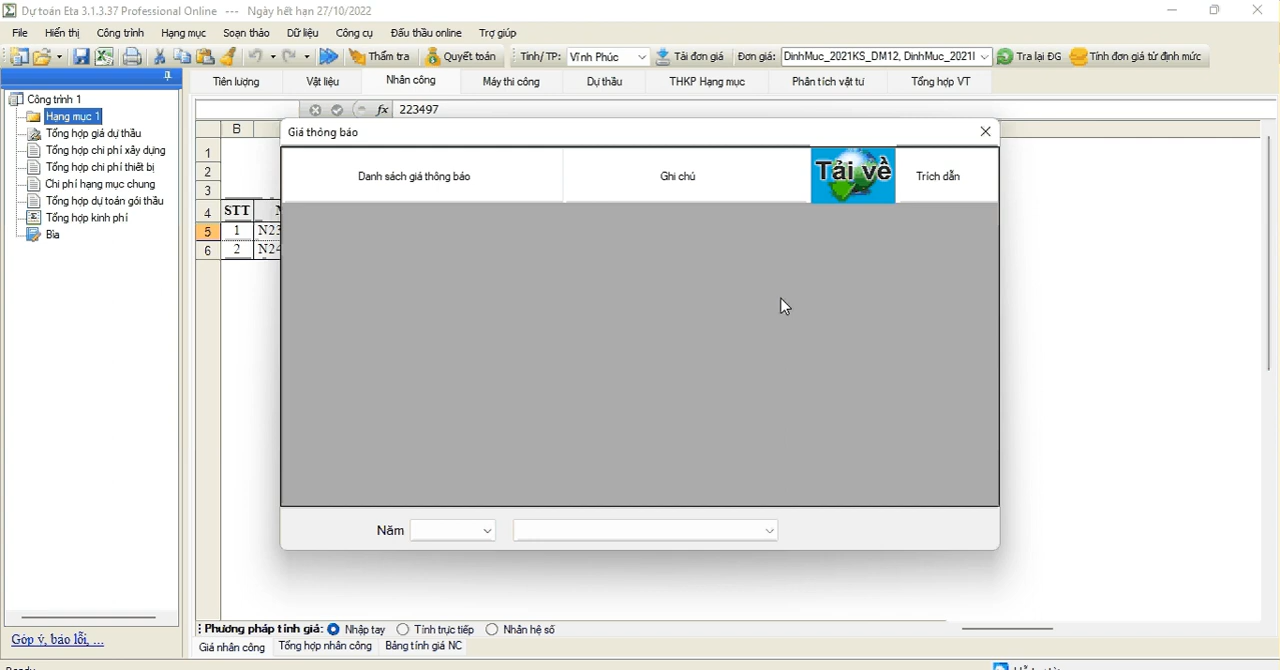 Dự toán Eta 3.1.3.37 Professional Online --- Ngày hết hạn 27/10/2022
File Hiển thị Công trình Hạng mục Soạn thảo Dữ liệu Công cụ Đấu thầu online Trợ giúp
Thẩm tra Quyết toán Tỉnh/TP: Vĩnh Phúc Tải đơn giá Đơn giá: DinhMuc_2021KS_DM12, DinhMuc_2021I Tra lại ĐG Tính đơn giá từ định mức
Tiên lượng Vật liệu Nhân công Máy thi công Dự thầu THKP Hạng mục Phân tích vật tư Tổng hợp VT
Công trình 1
Hạng mục 1
Tổng hợp giá dự thầu
Tổng hợp chi phí xây dựng
Tổng hợp chi phí thiết bị
Chi phí hạng mục chung
Tổng hợp dự toán gói thầu
Tổng hợp kinh phí
Bìa
Góp ý, báo lỗi, ...
fx 223497
B
1
2
3
4 STT
5 1 N23
6 2 N24
Giá thông báo
Danh sách giá thông báo Ghi chú Tải về Trích dẫn
Năm
Phương pháp tính giá: Nhập tay Tính trực tiếp Nhân hệ số
Giá nhân công Tổng hợp nhân công Bảng tính giá NC